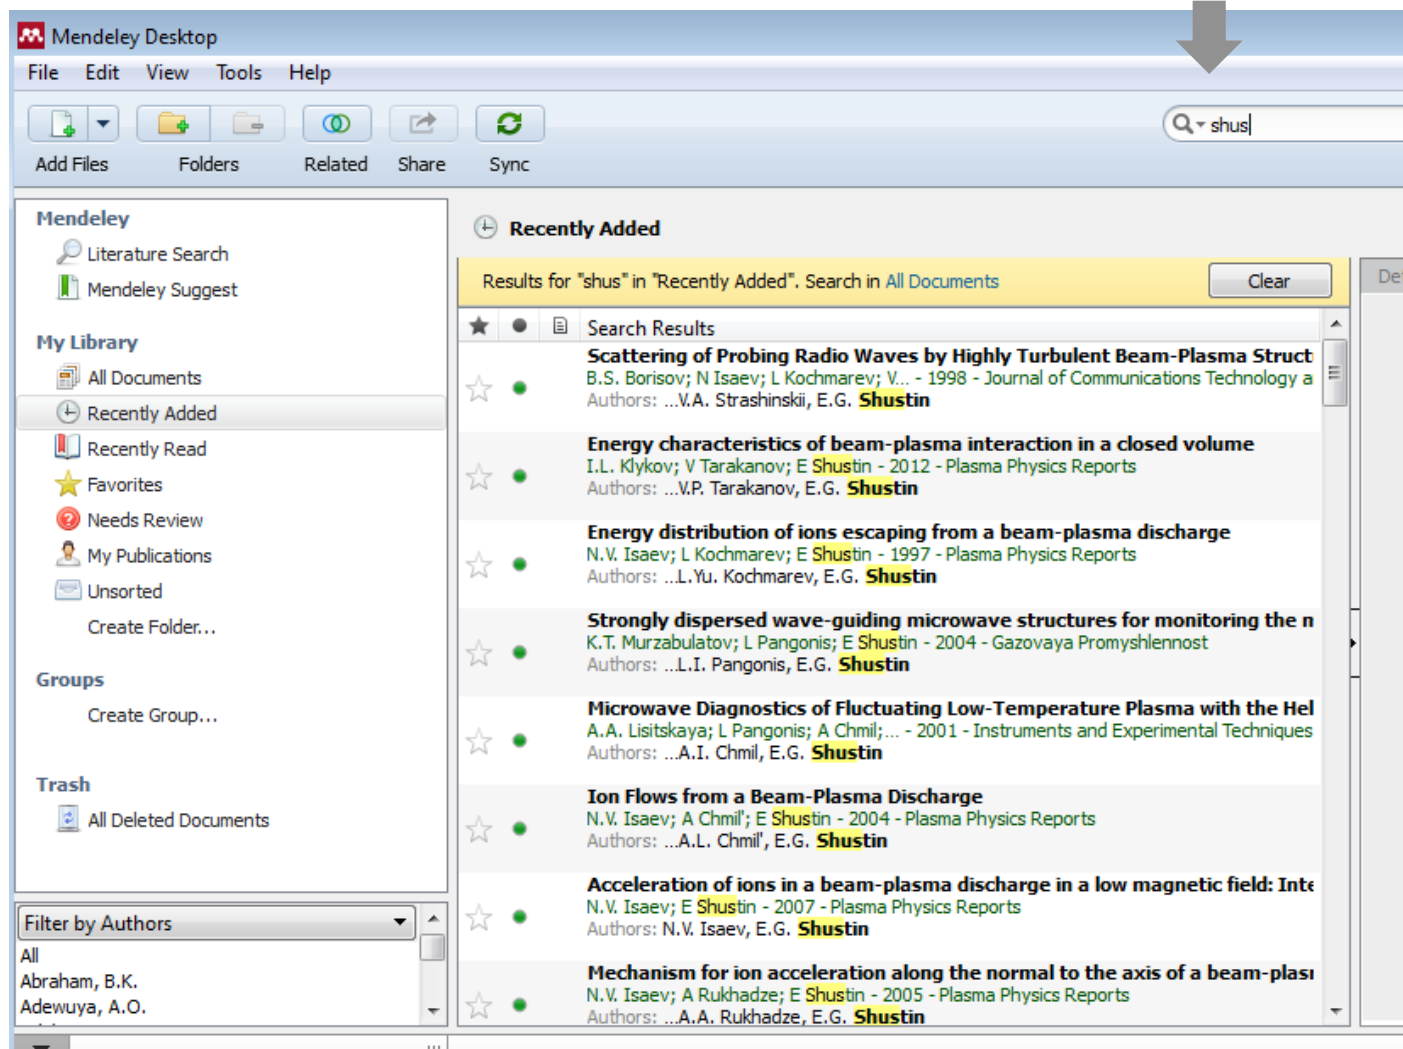 Mendeley Desktop
File Edit View Tools Help
shus
Add Files Folders Related Share Sync
Mendeley
Literature Search
Mendeley Suggest
My Library
All Documents
Recently Added
Recently Read
Favorites
Needs Review
My Publications
Unsorted
Create Folder...
Groups
Create Group...
Trash
All Deleted Documents
Filter by Authors
All
Abraham, B.K.
Adewuya, A.O.
Recently Added
Results for "shus" in "Recently Added". Search in All Documents Clear
Search Results
Scattering of Probing Radio Waves by Highly Turbulent Beam-Plasma Struct
B.S. Borisov; N Isaev; L Kochmarev; V... - 1998 - Journal of Communications Technology a
Authors: ...V.A. Strashinskii, E.G. Shustin
Energy characteristics of beam-plasma interaction in a closed volume
I.L. Klykov; V Tarakanov; E Shustin - 2012 - Plasma Physics Reports
Authors: ...V.P. Tarakanov, E.G. Shustin
Energy distribution of ions escaping from a beam-plasma discharge
N.V. Isaev; L Kochmarev; E Shustin - 1997 - Plasma Physics Reports
Authors: ...L.Yu. Kochmarev, E.G. Shustin
Strongly dispersed wave-guiding microwave structures for monitoring the n
K.T. Murzabulatov; L Pangonis; E Shustin - 2004 - Gazovaya Promyshlennost
Authors: ...L.I. Pangonis, E.G. Shustin
Microwave Diagnostics of Fluctuating Low-Temperature Plasma with the Hel
A.A. Lisitskaya; L Pangonis; A Chmil;... - 2001 - Instruments and Experimental Techniques
Authors: ...A.I. Chmil, E.G. Shustin
Ion Flows from a Beam-Plasma Discharge
N.V. Isaev; A Chmil'; E Shustin - 2004 - Plasma Physics Reports
Authors: ...A.L. Chmil', E.G. Shustin
Acceleration of ions in a beam-plasma discharge in a low magnetic field: Inte
N.V. Isaev; E Shustin - 2007 - Plasma Physics Reports
Authors: N.V. Isaev, E.G. Shustin
Mechanism for ion acceleration along the normal to the axis of a beam-plas
N.V. Isaev; A Rukhadze; E Shustin - 2005 - Plasma Physics Reports
Authors: ...A.A. Rukhadze, E.G. Shustin
De